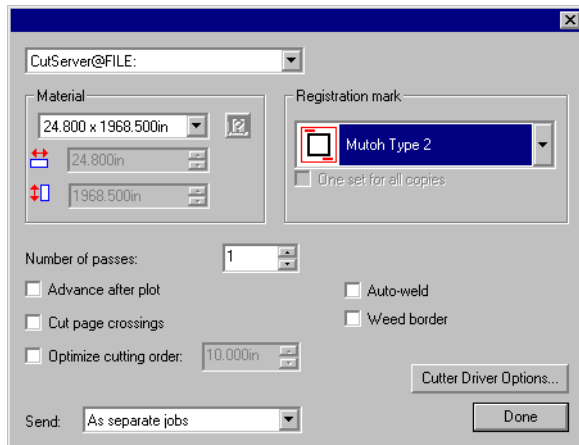 CutServer@FILE:
Material
24.800 x 1968.500in
24.800in
1968.500in
Registration mark
Mutoh Type 2
One set for all copies
Number of passes: 1
Advance after plot
Auto-weld
Cut page crossings
Weed border
Optimize cutting order: 10.000in
Cutter Driver Options...
Send: As separate jobs
Done